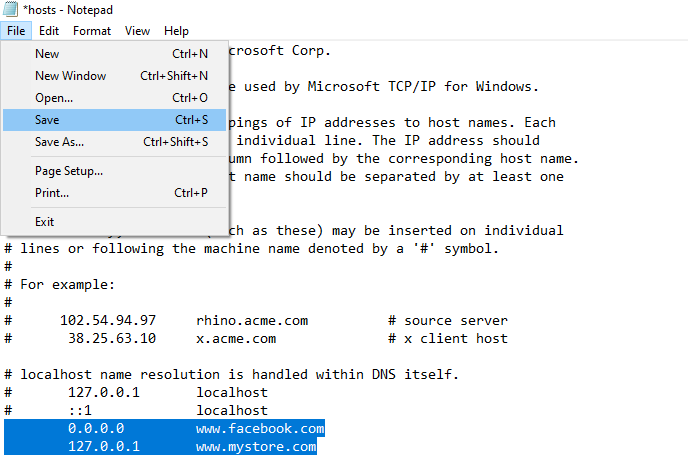 *hosts - Notepad
File Edit Format View Help
New Ctrl+N
New Window Ctrl+Shift+N
Open... Ctrl+O
Save Ctrl+S
Save As... Ctrl+Shift+S
Page Setup...
Print... Ctrl+P
Exit
crosoft Corp.
e used by Microsoft TCP/IP for Windows.
pings of IP addresses to host names. Each
individual line. The IP address should
umn followed by the corresponding host name.
t name should be separated by at least one
ch as these) may be inserted on individual
# lines or following the machine name denoted by a '#' symbol.
#
# For example:
#
# 102.54.94.97 rhino.acme.com # source server
# 38.25.63.10 x.acme.com # x client host
# localhost name resolution is handled within DNS itself.
# 127.0.0.1 localhost
# ::1 localhost
0.0.0.0 www.facebook.com
127.0.0.1 www.mystore.com